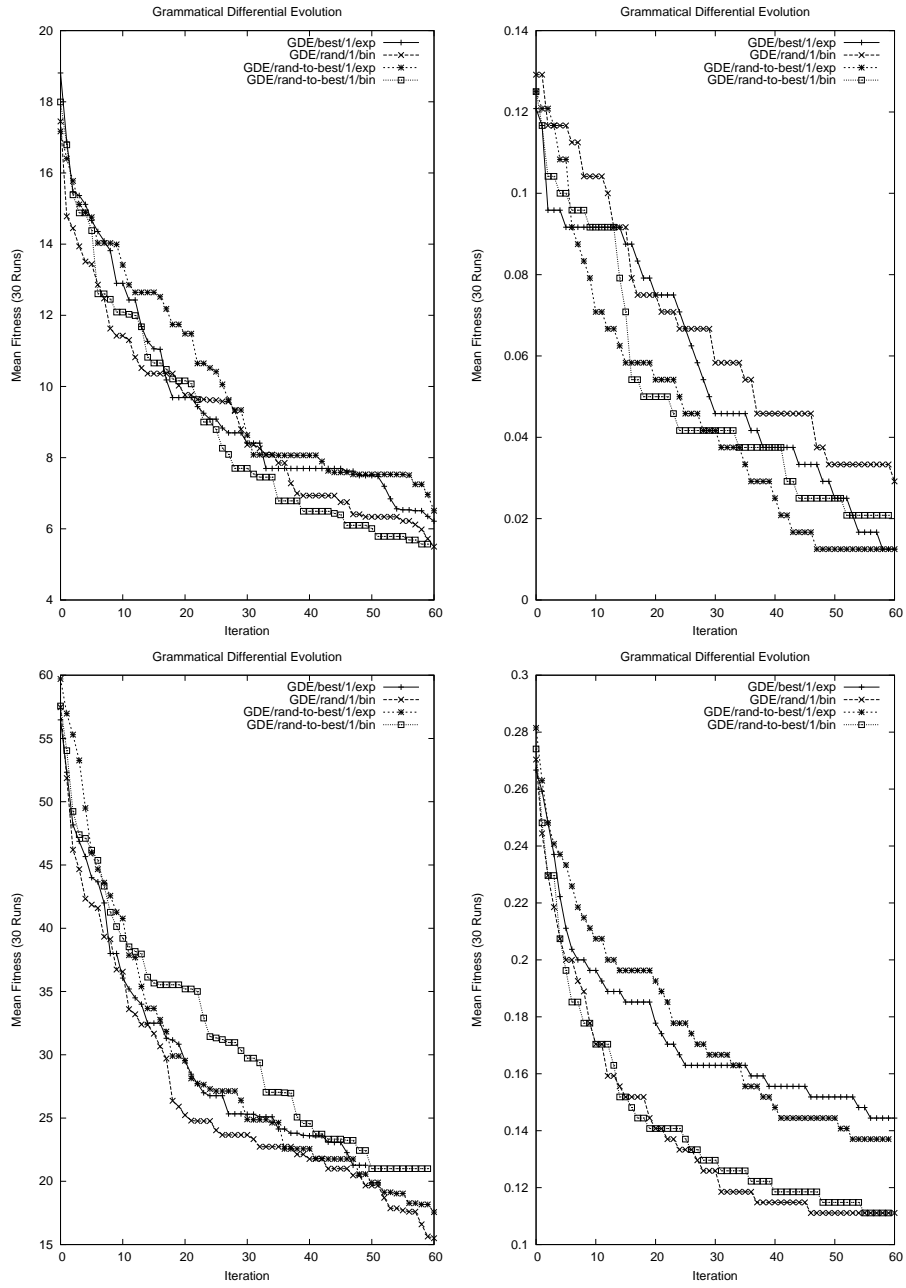 Grammatical Differential Evolution
20
18
16
14
12
10
8
6
4
0 10 20 30 40 50 60
Mean Fitness (30 Runs)
Iteration
GDE/best/1/exp
GDE/rand/1/bin
GDE/rand-to-best/1/exp
GDE/rand-to-best/1/bin
Grammatical Differential Evolution
0.14
0.12
0.1
0.08
0.06
0.04
0.02
0
0 10 20 30 40 50 60
Mean Fitness (30 Runs)
Iteration
GDE/best/1/exp
GDE/rand/1/bin
GDE/rand-to-best/1/exp
GDE/rand-to-best/1/bin
Grammatical Differential Evolution
60
55
50
45
40
35
30
25
20
15
0 10 20 30 40 50 60
Mean Fitness (30 Runs)
Iteration
GDE/best/1/exp
GDE/rand/1/bin
GDE/rand-to-best/1/exp
GDE/rand-to-best/1/bin
Grammatical Differential Evolution
0.3
0.28
0.26
0.24
0.22
0.2
0.18
0.16
0.14
0.12
0.1
0 10 20 30 40 50 60
Mean Fitness (30 Runs)
Iteration
GDE/best/1/exp
GDE/rand/1/bin
GDE/rand-to-best/1/exp
GDE/rand-to-best/1/bin